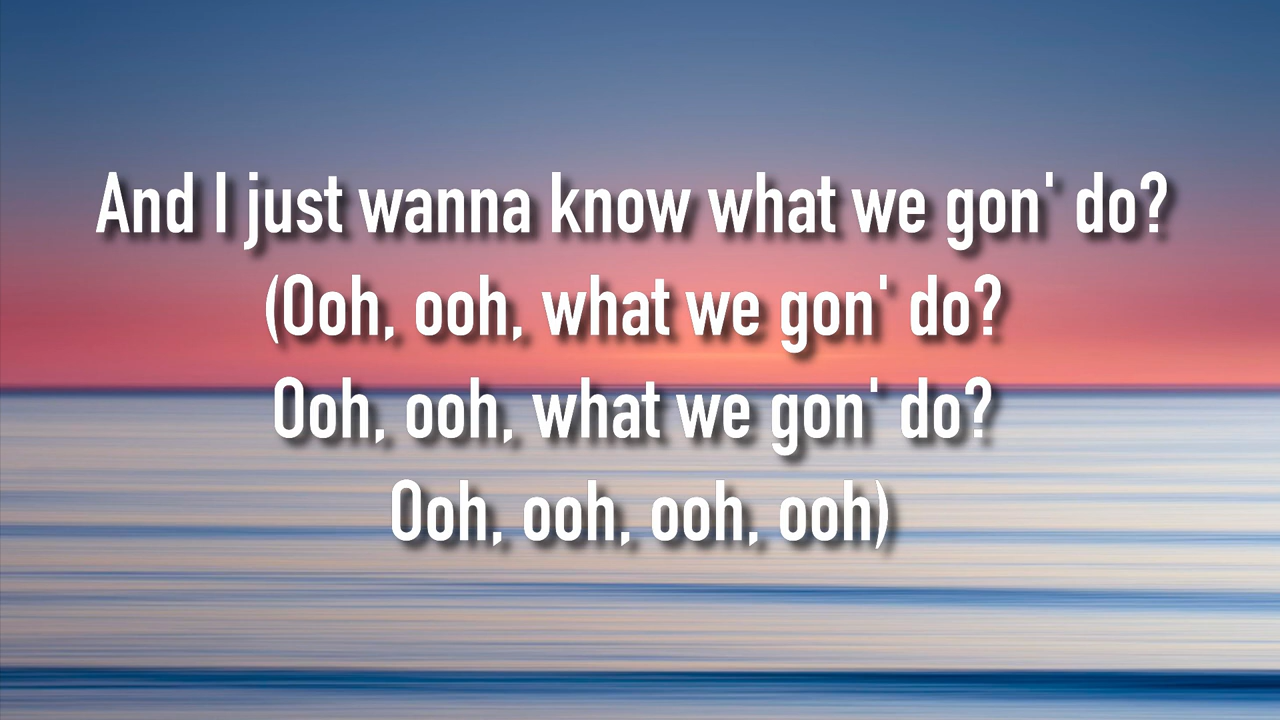 And I just wanna know what we gon' do?
(Ooh, ooh, what we gon' do?
Ooh, ooh, what we gon' do?
Ooh, ooh, ooh, ooh)